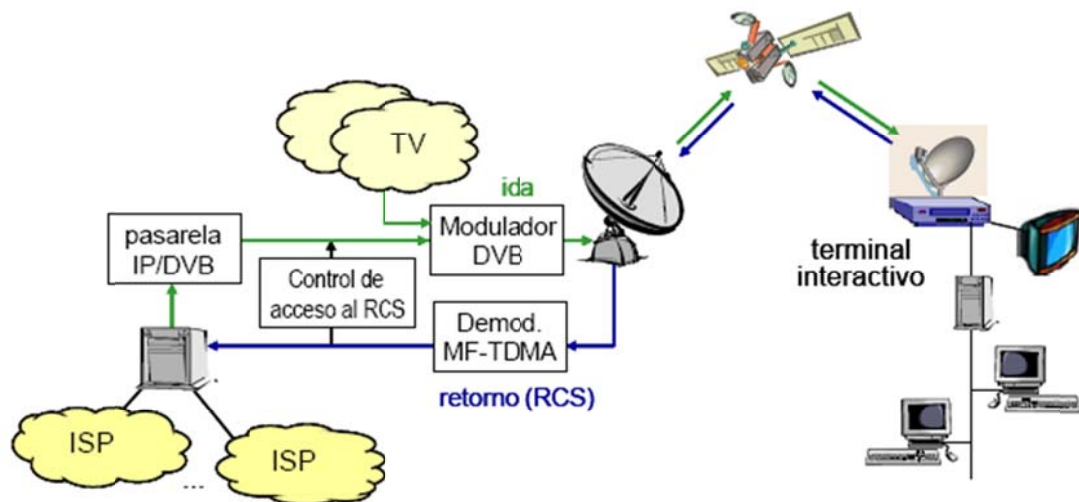 TV
ida
pasarela
IP/DVB
Modulador
DVB
Control de
acceso al RCS
Demod.
MF-TDMA
retorno (RCS)
terminal
interactivo
ISP
ISP
...